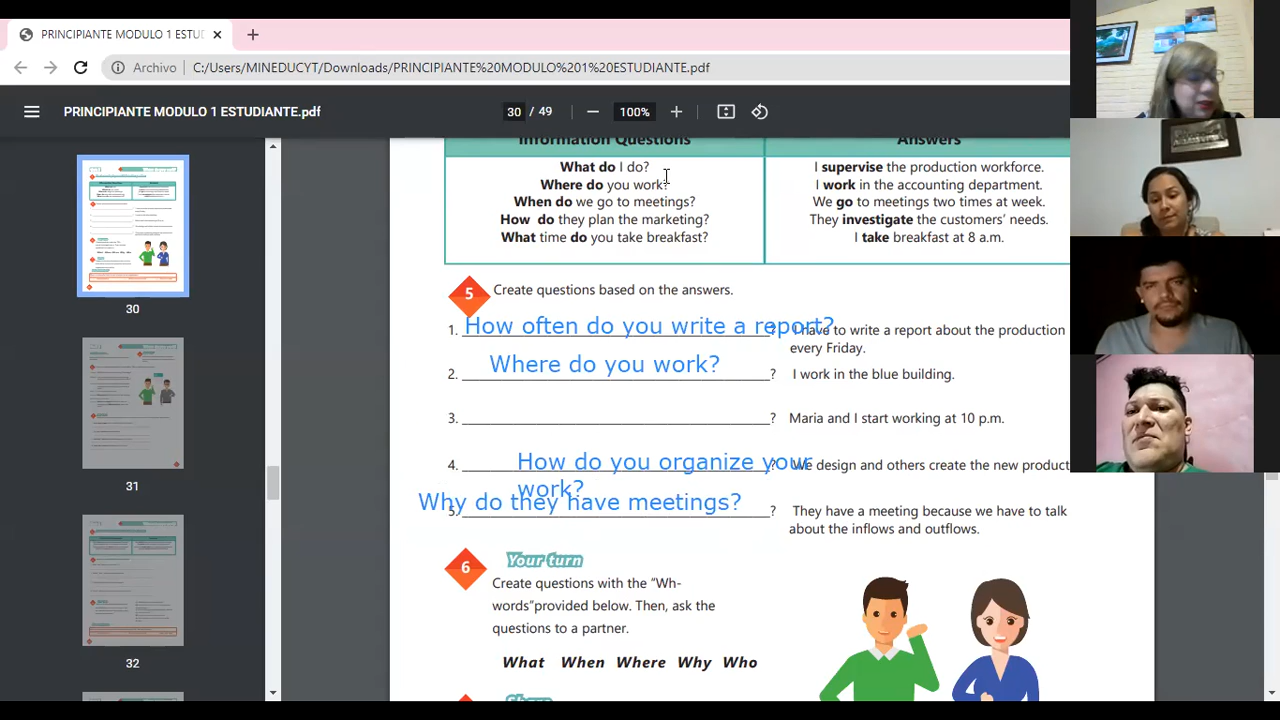 PRINCIPIANTE MODULO 1 ESTUD
Archivo
C:/Users/MINEDUCYT/Downloads/PRINCIPIANTE%20MODULO%201%20ESTUDIANTE.pdf
PRINCIPIANTE MODULO 1 ESTUDIANTE.pdf
30 / 49
100%
Information Questions
Answers
What do I do?
I supervise the production workforce.
Where do you work?
I work in the accounting department.
When do we go to meetings?
We go to meetings two times at week.
How do they plan the marketing?
They investigate the customers' needs.
What time do you take breakfast?
I take breakfast at 8 a.m.
5 Create questions based on the answers.
1. How often do you write a report?
? I have to write a report about the production
every Friday.
2. Where do you work?
? I work in the blue building.
3. ? Maria and I start working at 10 p.m.
4. How do you organize your
work?
? We design and others create the new product
5. Why do they have meetings?
? They have a meeting because we have to talk
about the inflows and outflows.
6 Your turn
Create questions with the "Wh-
words"provided below. Then, ask the
questions to a partner.
What When Where Why Who
Share
30
31
32